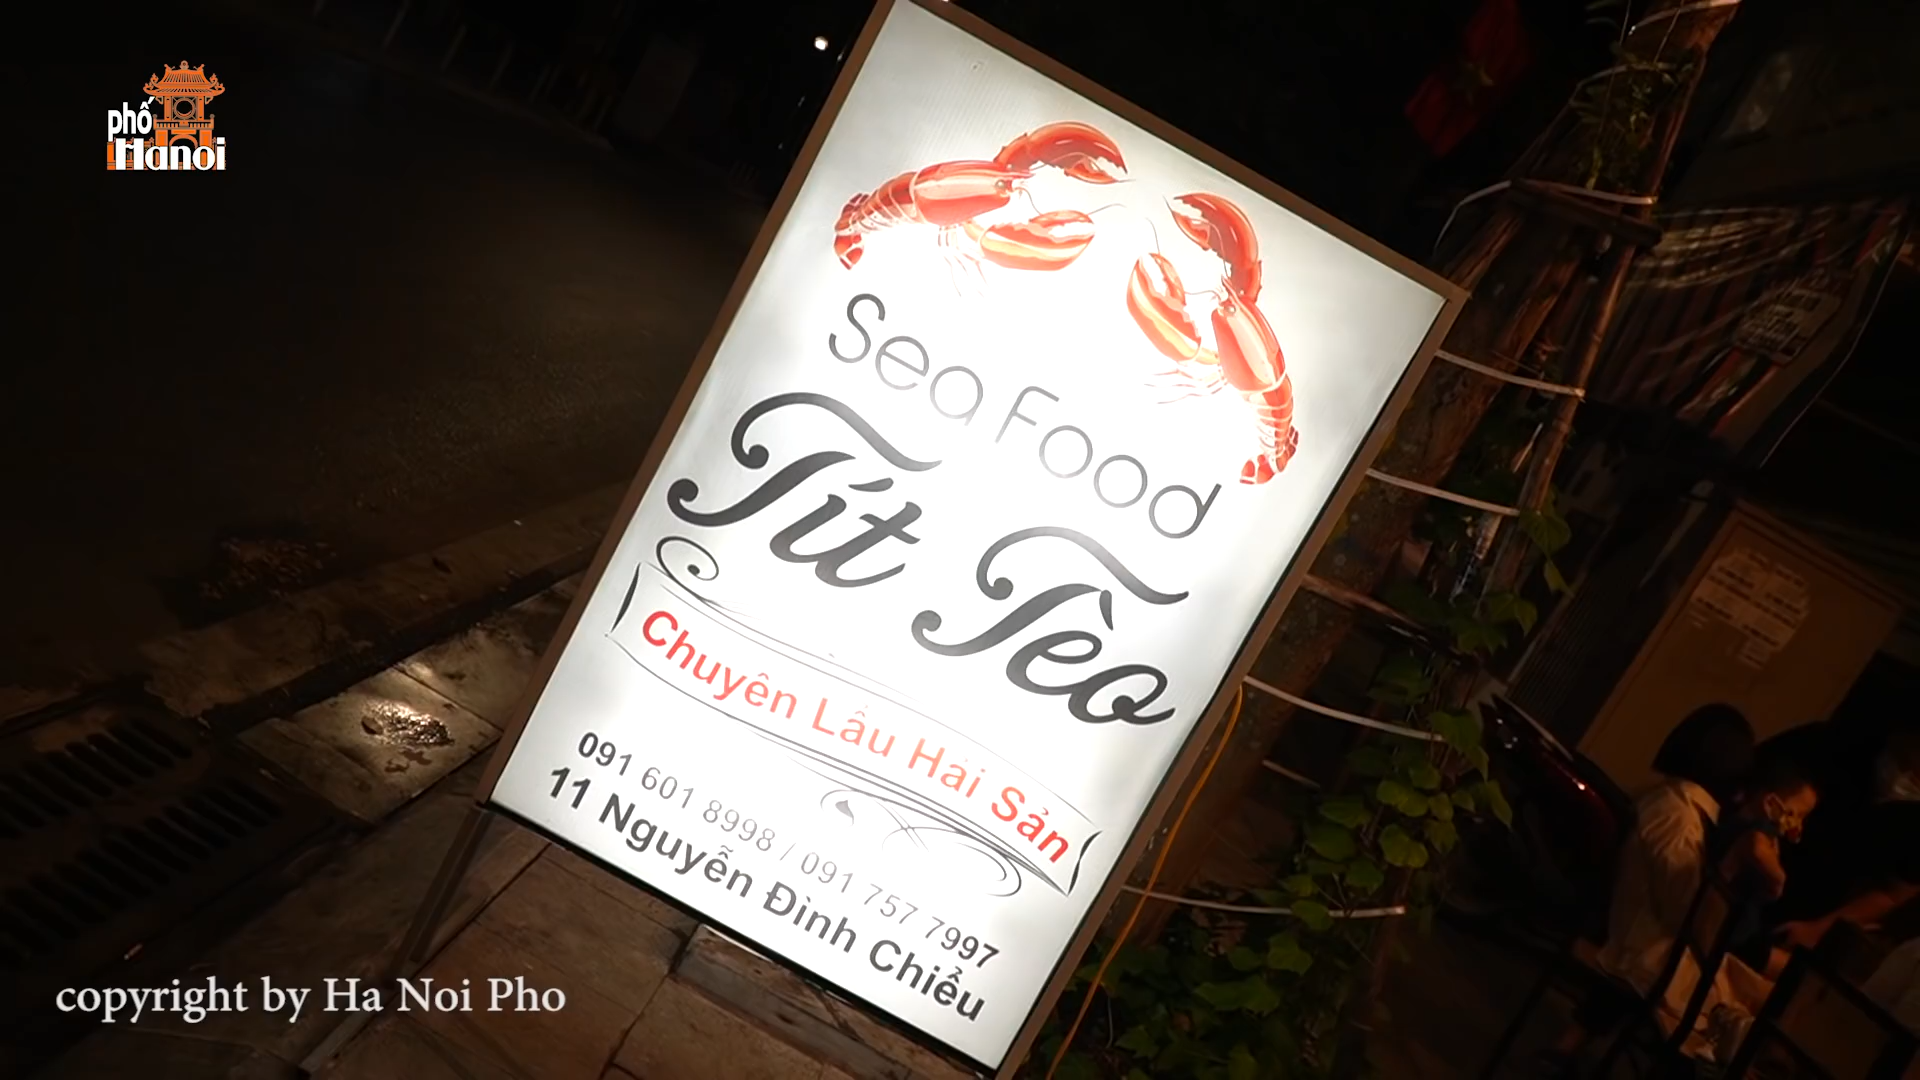 phố
Hanoi
Sea Food
Tít Tèo
Chuyên Lẩu Hải Sản
091 601 8998 / 091 757 7997
11 Nguyễn Đình Chiểu
copyright by Ha Noi Pho